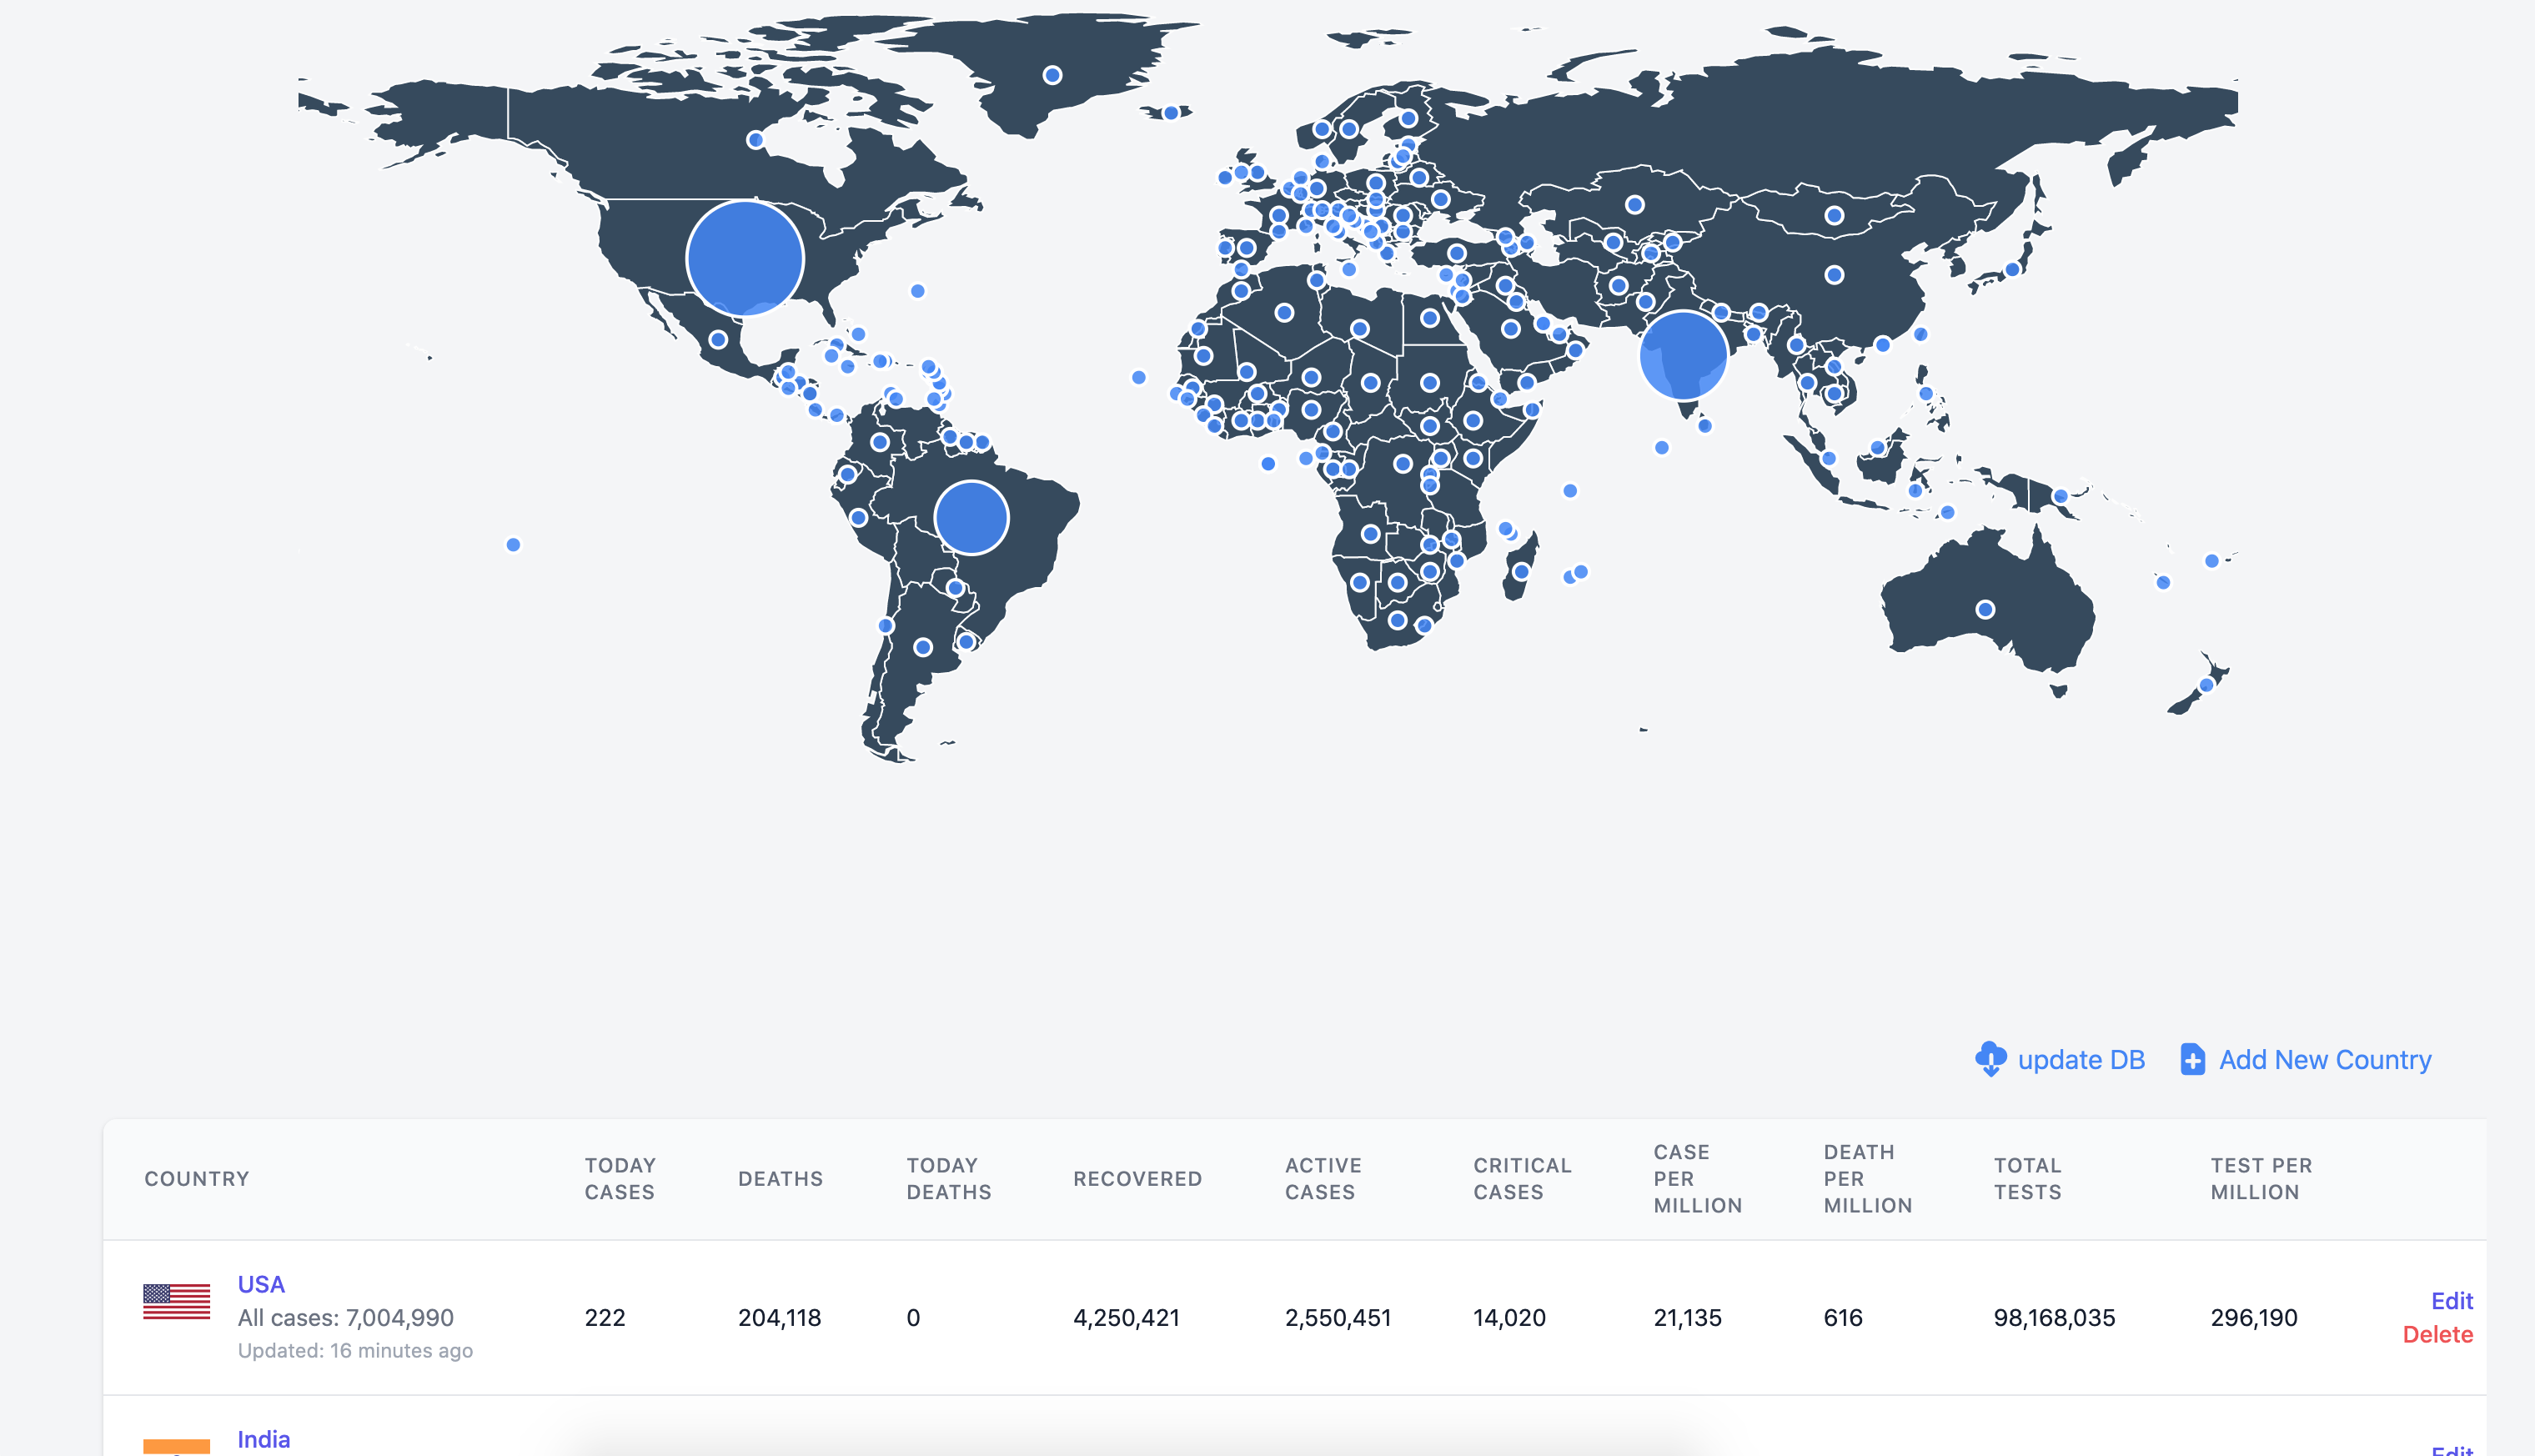 update DB
Add New Country
COUNTRY
TODAY
CASES
DEATHS
TODAY
DEATHS
RECOVERED
ACTIVE
CASES
CRITICAL
CASES
CASE
PER
MILLION
DEATH
PER
MILLION
TOTAL
TESTS
TEST PER
MILLION
USA
All cases: 7,004,990
Updated: 16 minutes ago
222
204,118
0
4,250,421
2,550,451
14,020
21,135
616
98,168,035
296,190
Edit
Delete
India
Edit